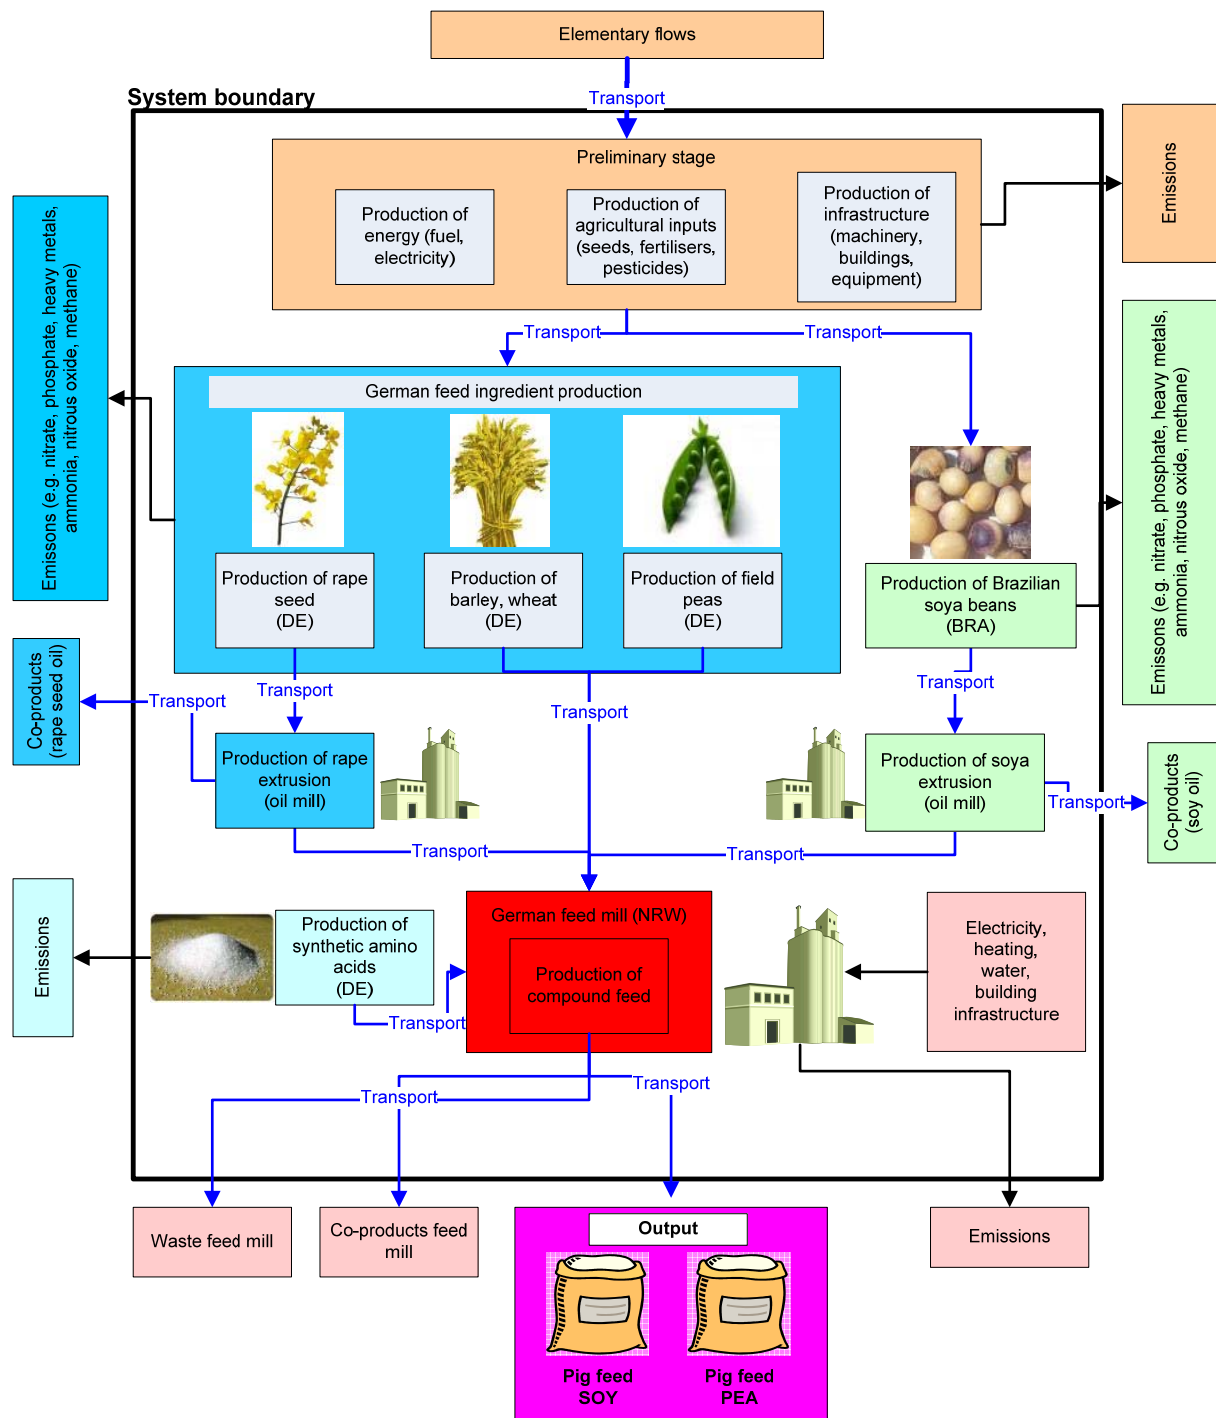 Elementary flows
Transport
System boundary
Preliminary stage
Production of
energy (fuel,
electricity)
Production of
agricultural inputs
(seeds, fertilisers,
pesticides)
Production of
infrastructure
(machinery,
buildings,
equipment)
Emissions
Emissons (e.g. nitrate, phosphate, heavy metals,
ammonia, nitrous oxide, methane)
Transport
Transport
Emissons (e.g. nitrate, phosphate, heavy metals,
ammonia, nitrous oxide, methane)
German feed ingredient production
Production of rape
seed
(DE)
Production of
barley, wheat
(DE)
Production of field
peas
(DE)
Production of Brazilian
soya beans
(BRA)
Co-products
(rape seed oil)
Transport
Transport
Transport
Transport
Production of rape
extrusion
(oil mill)
Production of soya
extrusion
(oil mill)
Transport
Co-products
(soy oil)
Transport
Transport
Emissions
Production of
synthetic amino
acids
(DE)
Transport
German feed mill (NRW)
Production of
compound feed
Electricity,
heating,
water,
building
infrastructure
Transport
Transport
Waste feed mill
Co-products feed
mill
Output
Emissions
Pig feed
SOY
Pig feed
PEA